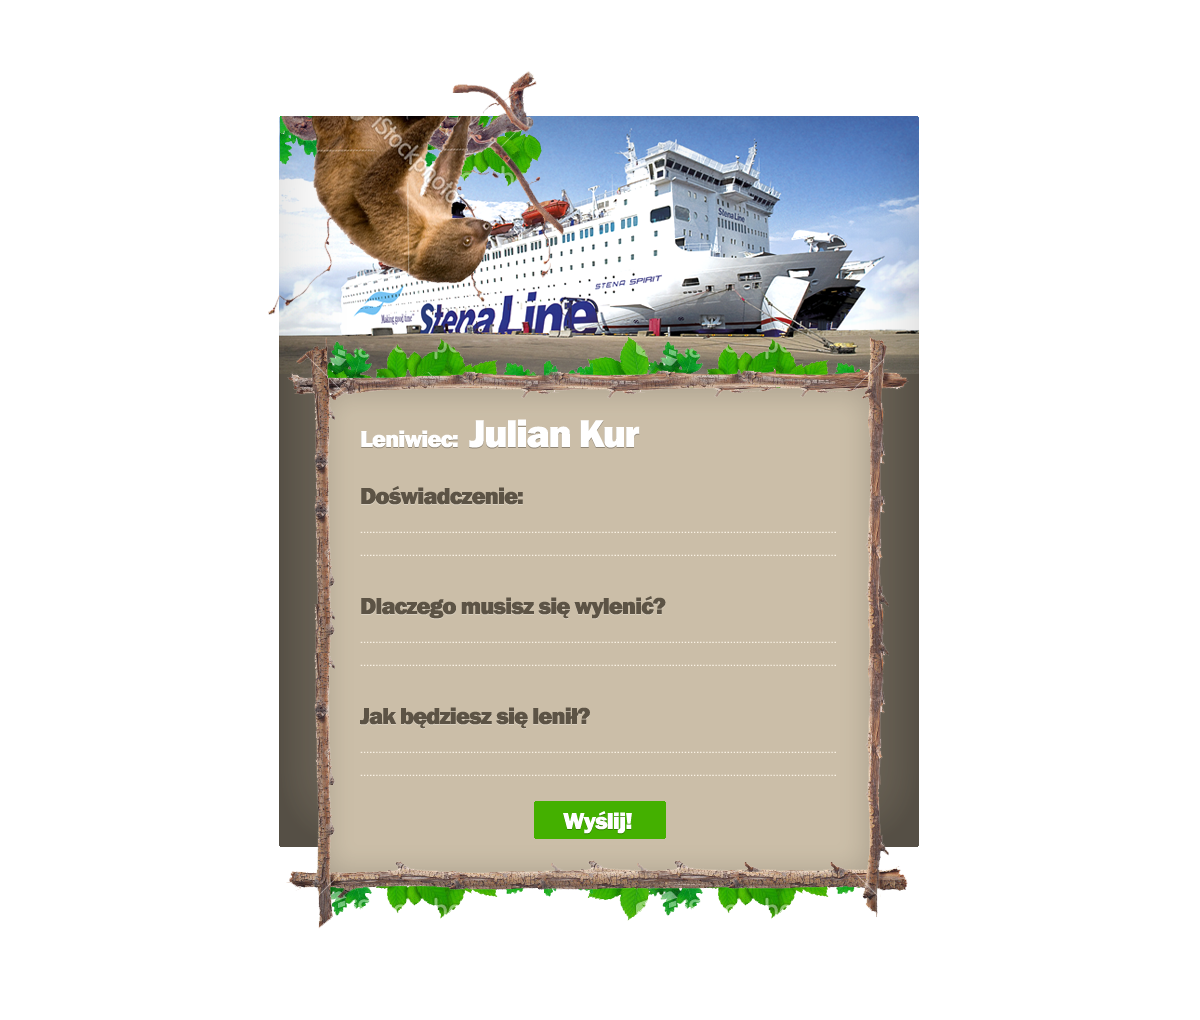 iStockphoto
Stena Line
STENA SPIRIT
Making good time
Stena Line
Leniwiec: Julian Kur
Doświadczenie:
Dlaczego musisz się wylenić?
Jak będziesz się lenił?
Wyślij!